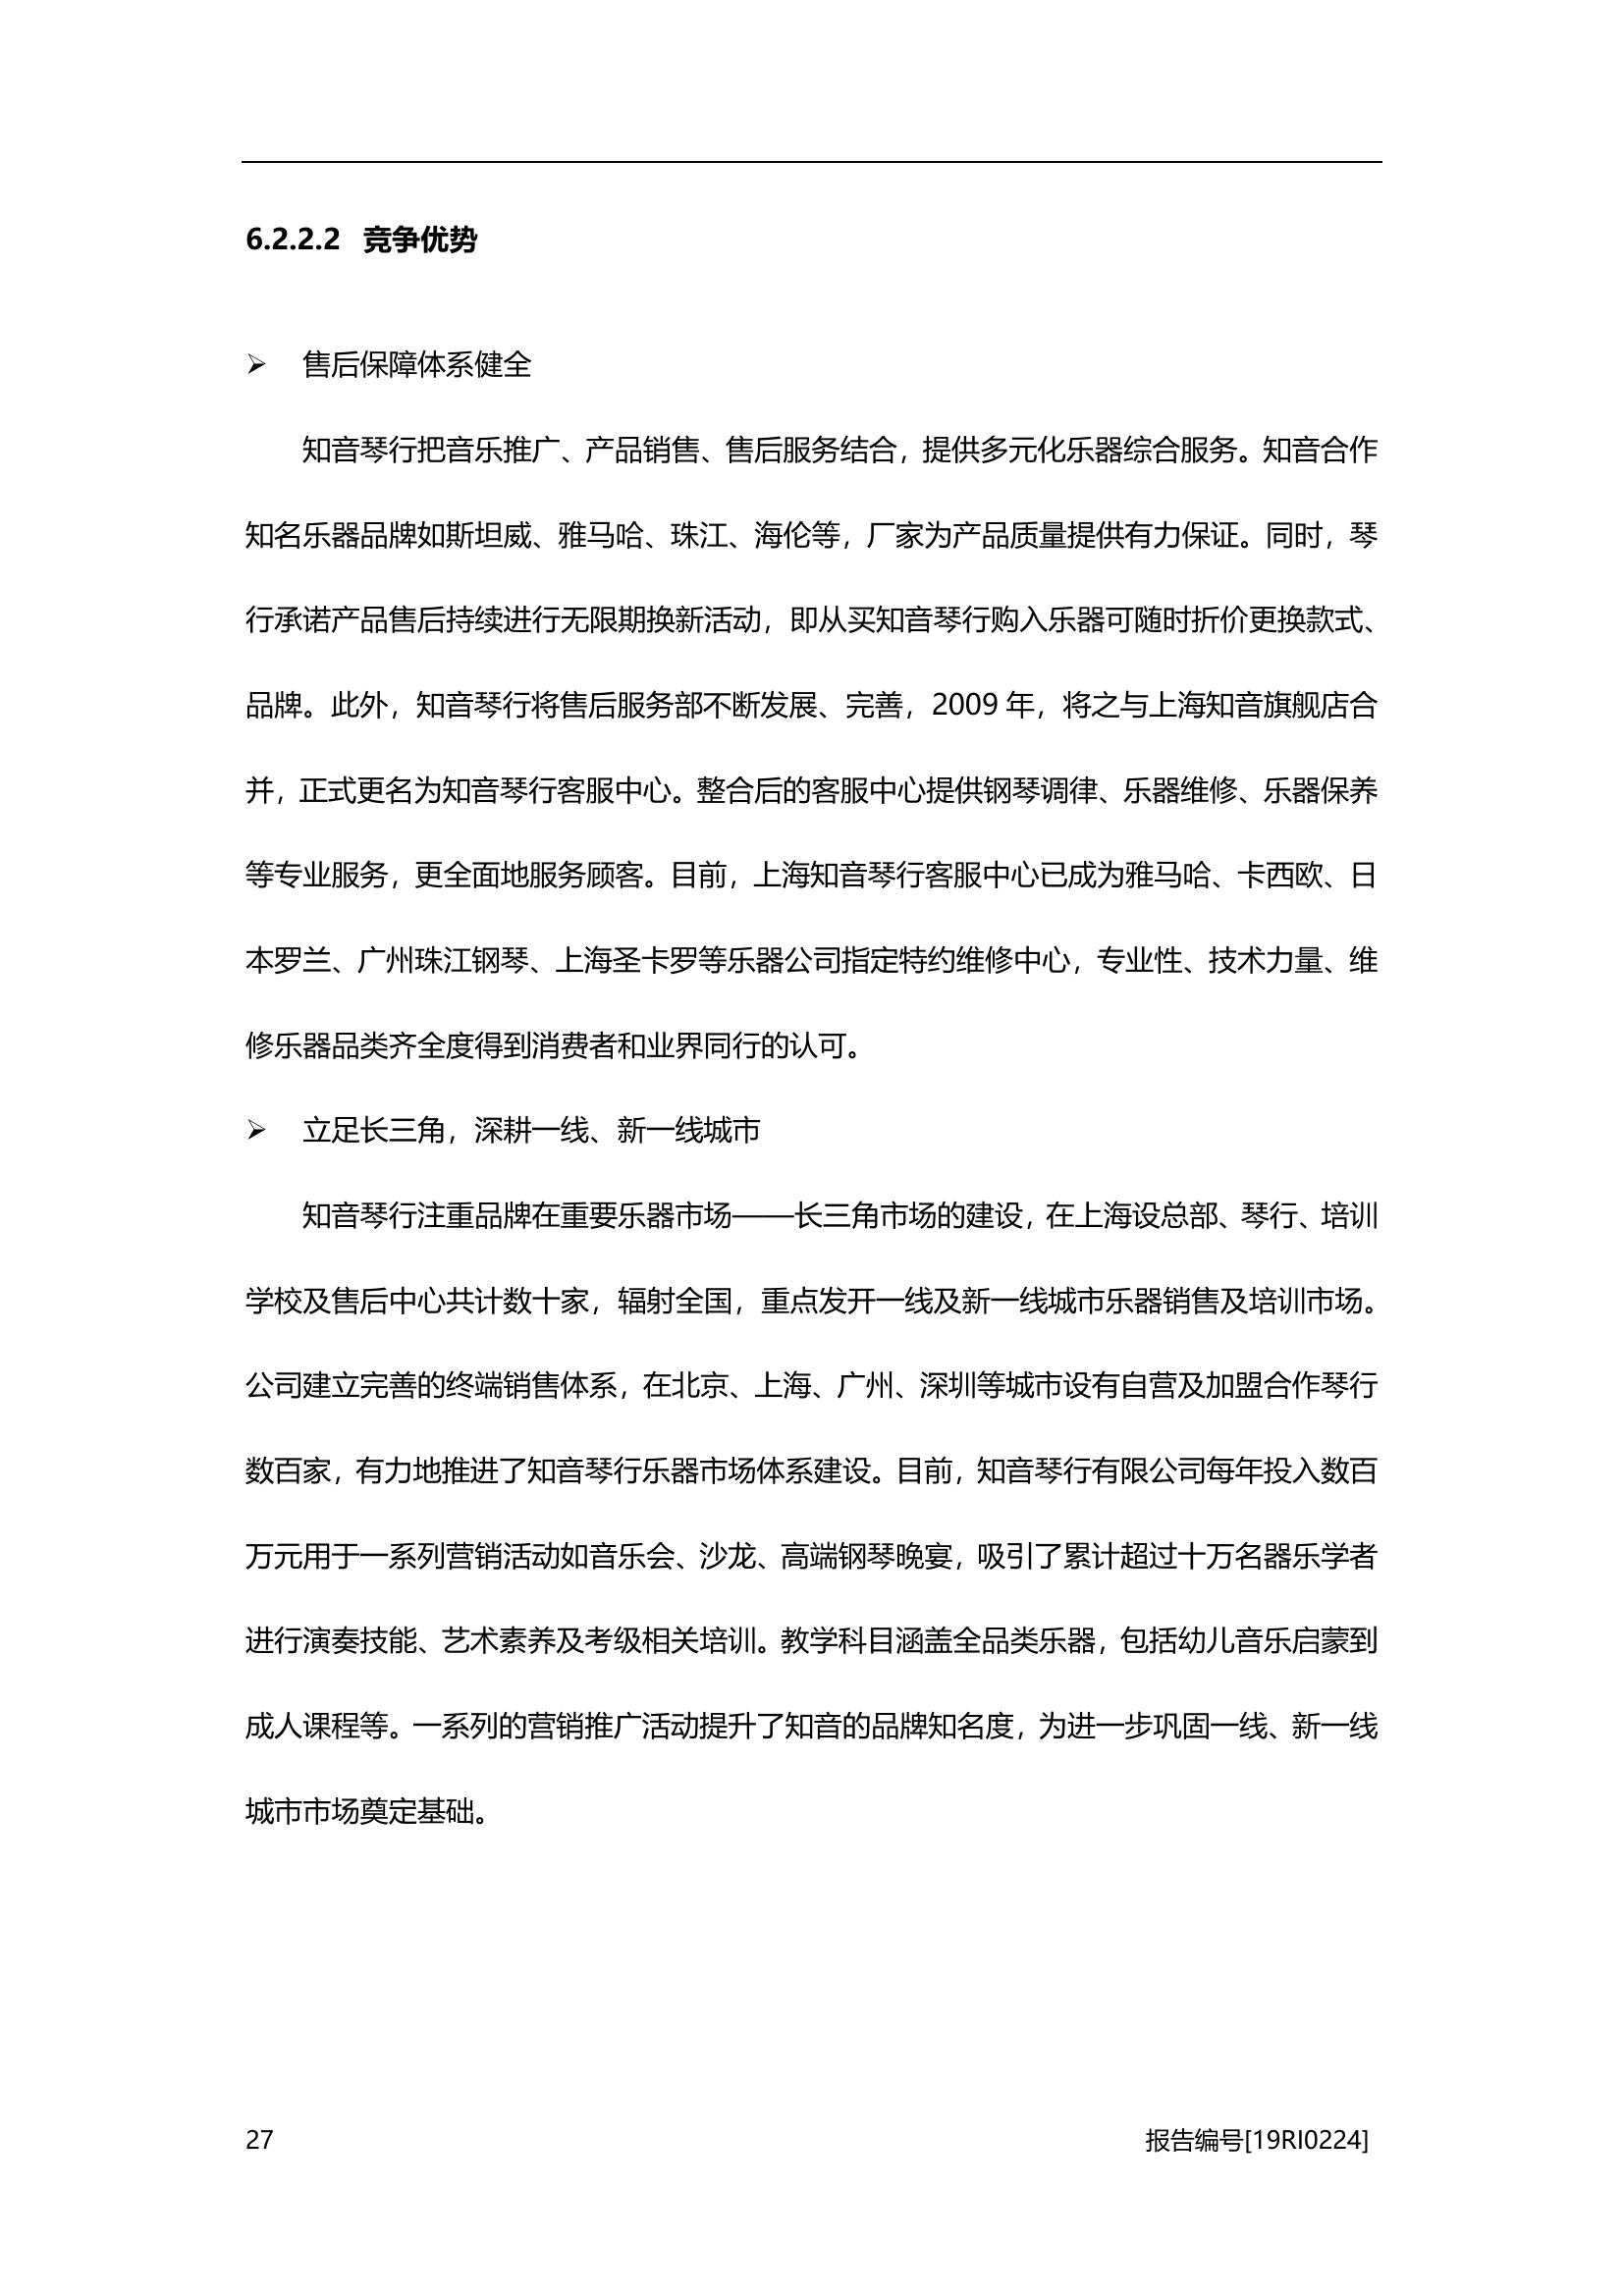 6.2.2.2 竞争优势
➢ 售后保障体系健全
知音琴行把音乐推广、产品销售、售后服务结合，提供多元化乐器综合服务。知音合作
知名乐器品牌如斯坦威、雅马哈、珠江、海伦等，厂家为产品质量提供有力保证。同时，琴
行承诺产品售后持续进行无限期换新活动，即从买知音琴行购入乐器可随时折价更换款式、
品牌。此外，知音琴行将售后服务部不断发展、完善，2009 年，将之与上海知音旗舰店合
并，正式更名为知音琴行客服中心。整合后的客服中心提供钢琴调律、乐器维修、乐器保养
等专业服务，更全面地服务顾客。目前，上海知音琴行客服中心已成为雅马哈、卡西欧、日
本罗兰、广州珠江钢琴、上海圣卡罗等乐器公司指定特约维修中心，专业性、技术力量、维
修乐器品类齐全度得到消费者和业界同行的认可。
➢ 立足长三角，深耕一线、新一线城市
知音琴行注重品牌在重要乐器市场——长三角市场的建设，在上海设总部、琴行、培训
学校及售后中心共计数十家，辐射全国，重点发开一线及新一线城市乐器销售及培训市场。
公司建立完善的终端销售体系，在北京、上海、广州、深圳等城市设有自营及加盟合作琴行
数百家，有力地推进了知音琴行乐器市场体系建设。目前，知音琴行有限公司每年投入数百
万元用于一系列营销活动如音乐会、沙龙、高端钢琴晚宴，吸引了累计超过十万名器乐学者
进行演奏技能、艺术素养及考级相关培训。教学科目涵盖全品类乐器，包括幼儿音乐启蒙到
成人课程等。一系列的营销推广活动提升了知音的品牌知名度，为进一步巩固一线、新一线
城市市场奠定基础。
27 报告编号[19RI0224]